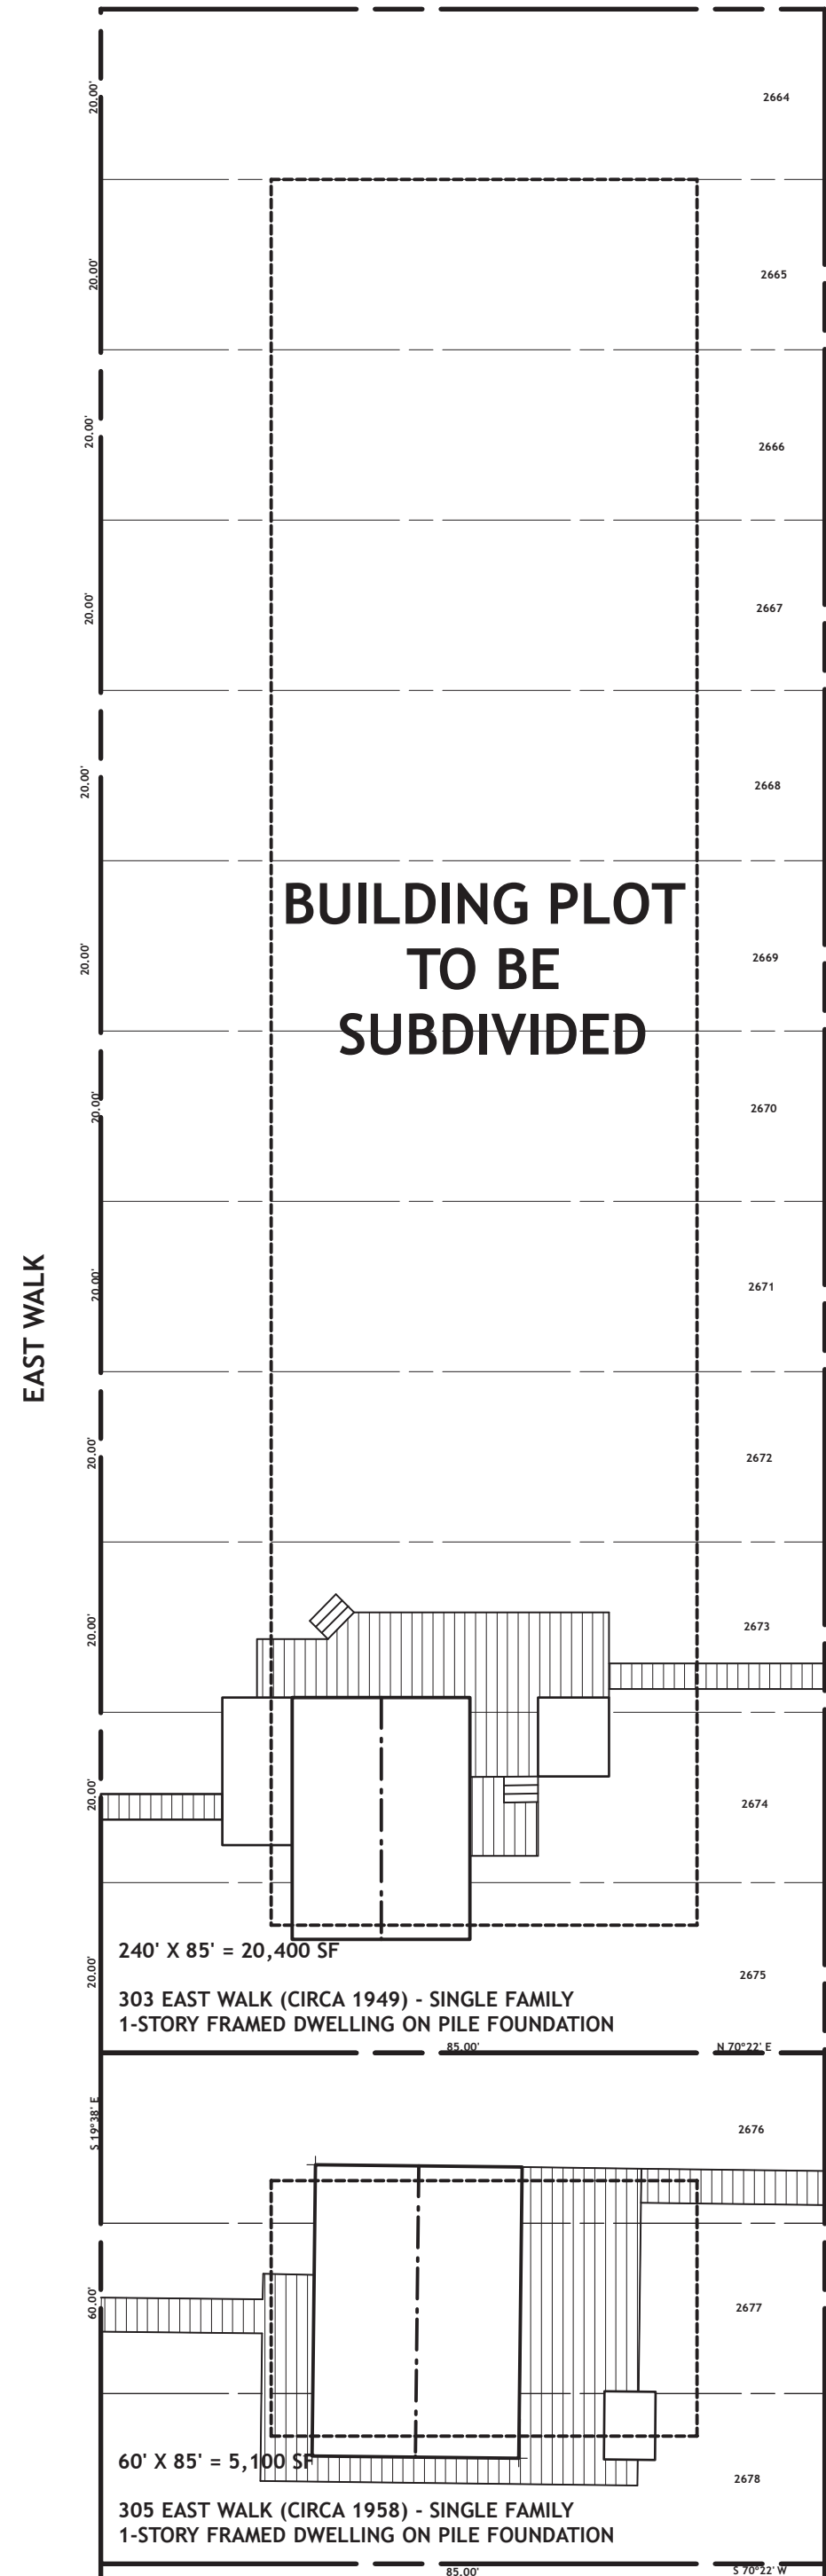 20.00'
2664
20.00'
2665
20.00'
2666
20.00'
2667
20.00'
2668
BUILDING PLOT
TO BE
SUBDIVIDED
20.00'
2669
20.00'
2670
20.00'
2671
EAST WALK
20.00'
2672
20.00'
2673
20.00'
2674
240' X 85' = 20,400 SF
20.00'
2675
303 EAST WALK (CIRCA 1949) - SINGLE FAMILY
1-STORY FRAMED DWELLING ON PILE FOUNDATION
85.00'
N 70°22' E
S 19°38' E
2676
60.00'
2677
60' X 85' = 5,100 SF
2678
305 EAST WALK (CIRCA 1958) - SINGLE FAMILY
1-STORY FRAMED DWELLING ON PILE FOUNDATION
85.00'
S 70°22' W